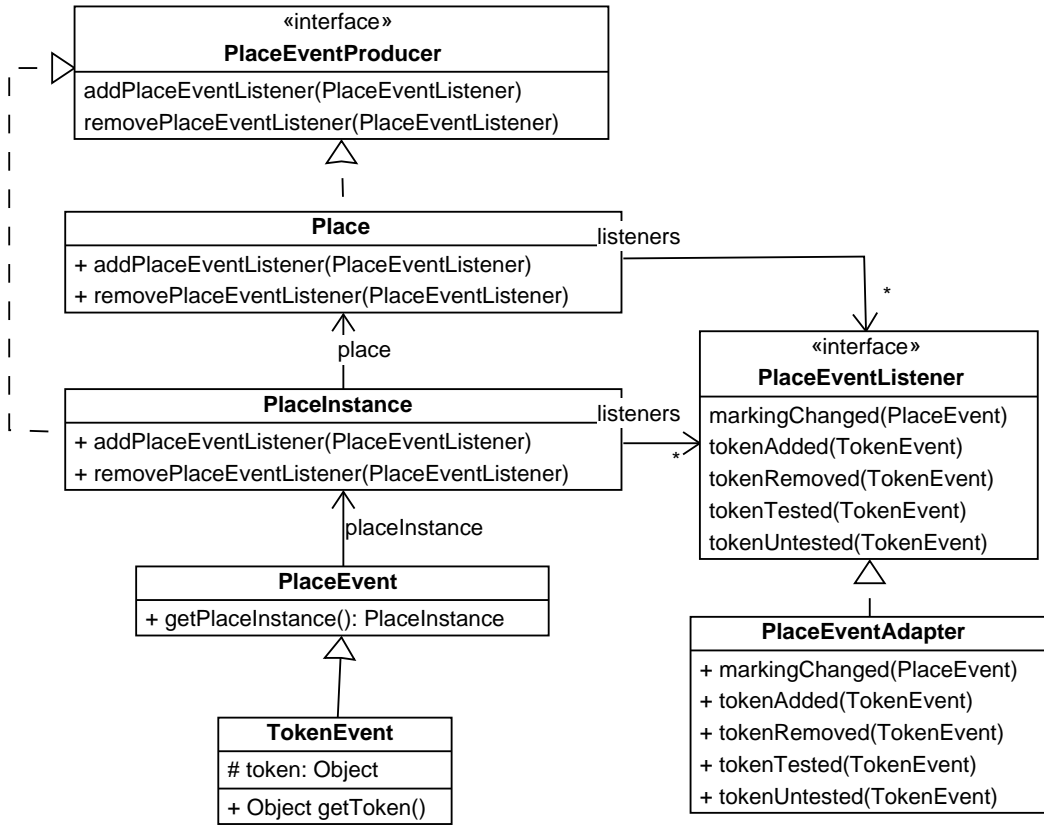 «interface»
PlaceEventProducer
addPlaceEventListener(PlaceEventListener)
removePlaceEventListener(PlaceEventListener)
Place
+ addPlaceEventListener(PlaceEventListener)
+ removePlaceEventListener(PlaceEventListener)
listeners
*
place
«interface»
PlaceEventListener
markingChanged(PlaceEvent)
tokenAdded(TokenEvent)
tokenRemoved(TokenEvent)
tokenTested(TokenEvent)
tokenUntested(TokenEvent)
PlaceInstance
+ addPlaceEventListener(PlaceEventListener)
+ removePlaceEventListener(PlaceEventListener)
listeners
*
placeInstance
PlaceEvent
+ getPlaceInstance(): PlaceInstance
PlaceEventAdapter
+ markingChanged(PlaceEvent)
+ tokenAdded(TokenEvent)
+ tokenRemoved(TokenEvent)
+ tokenTested(TokenEvent)
+ tokenUntested(TokenEvent)
TokenEvent
# token: Object
+ Object getToken()